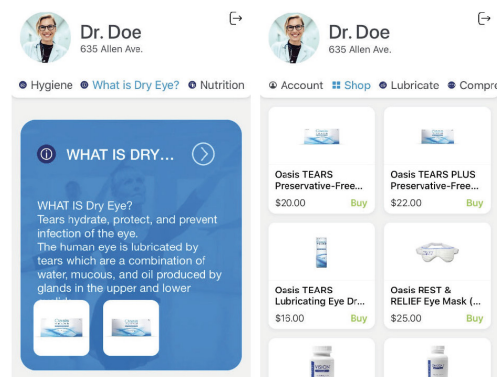 Dr. Doe
635 Allen Ave.
Hygiene What is Dry Eye? Nutrition
WHAT IS DRY...
WHAT IS Dry Eye?
Tears hydrate, protect, and prevent
infection of the eye.
The human eye is lubricated by
tears which are a combination of
water, mucous, and oil produced by
glands in the upper and lower
Dr. Doe
635 Allen Ave.
Account Shop Lubricate Compre
Oasis TEARS
Preservative-Free...
$20.00 Buy
Oasis TEARS PLUS
Preservative-Free...
$22.00 Buy
Oasis TEARS
Lubricating Eye Dr...
$16.00 Buy
Oasis REST &
RELIEF Eye Mask (...
$25.00 Buy
VISION